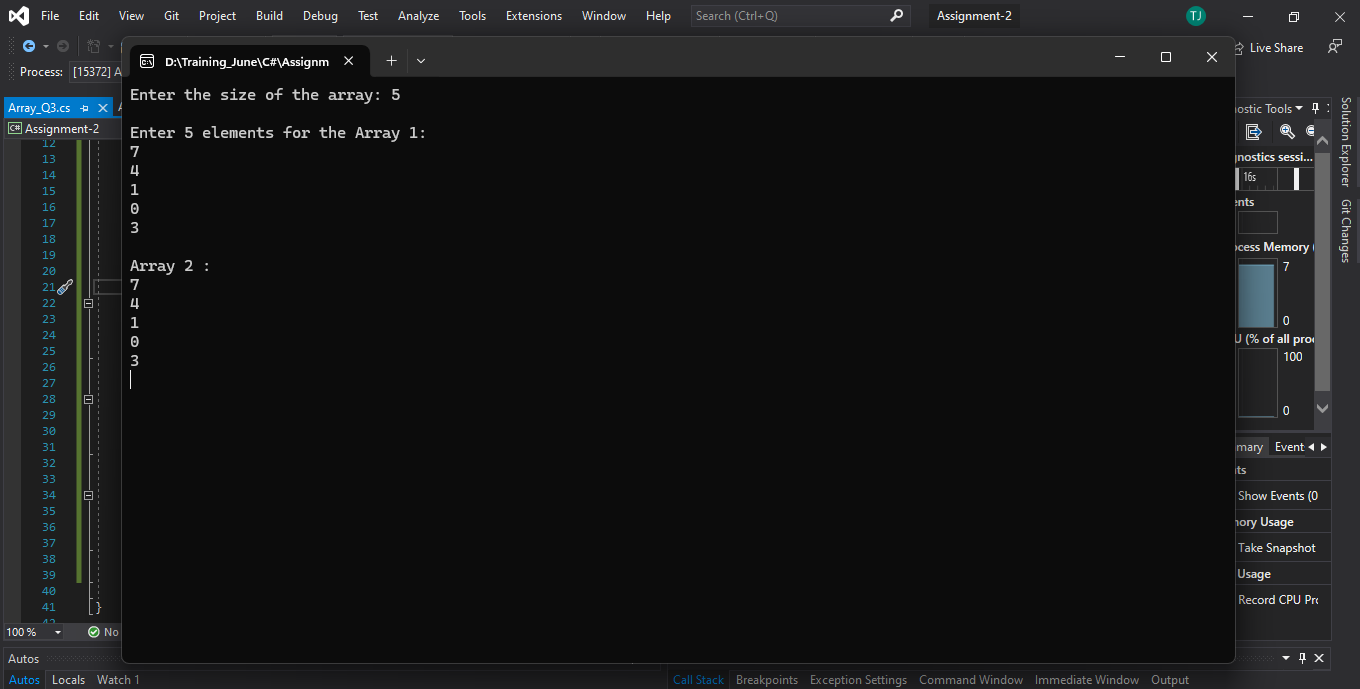 File Edit View Git Project Build Debug Test Analyze Tools Extensions Window Help Search (Ctrl+Q) Assignment-2 TJ
Live Share
Process: [15372] A
D:\Training_June\C#\Assignm
Array_Q3.cs
Assignment-2
Enter the size of the array: 5
Enter 5 elements for the Array 1:
7
4
1
0
3
Array 2 :
7
4
1
0
3
12
13
14
15
16
17
18
19
20
21
22
23
24
25
26
27
28
29
30
31
32
33
34
35
36
37
38
39
40
41 }
42
100 % No
ostic Tools
gnostics sessi...
16s
ents
ocess Memory (
7
0
U (% of all proc
100
0
mary Event
ts
Show Events (0
ory Usage
Take Snapshot
Usage
Record CPU Pro
Solution Explorer
Git Changes
Autos
Autos Locals Watch 1
Call Stack Breakpoints Exception Settings Command Window Immediate Window Output